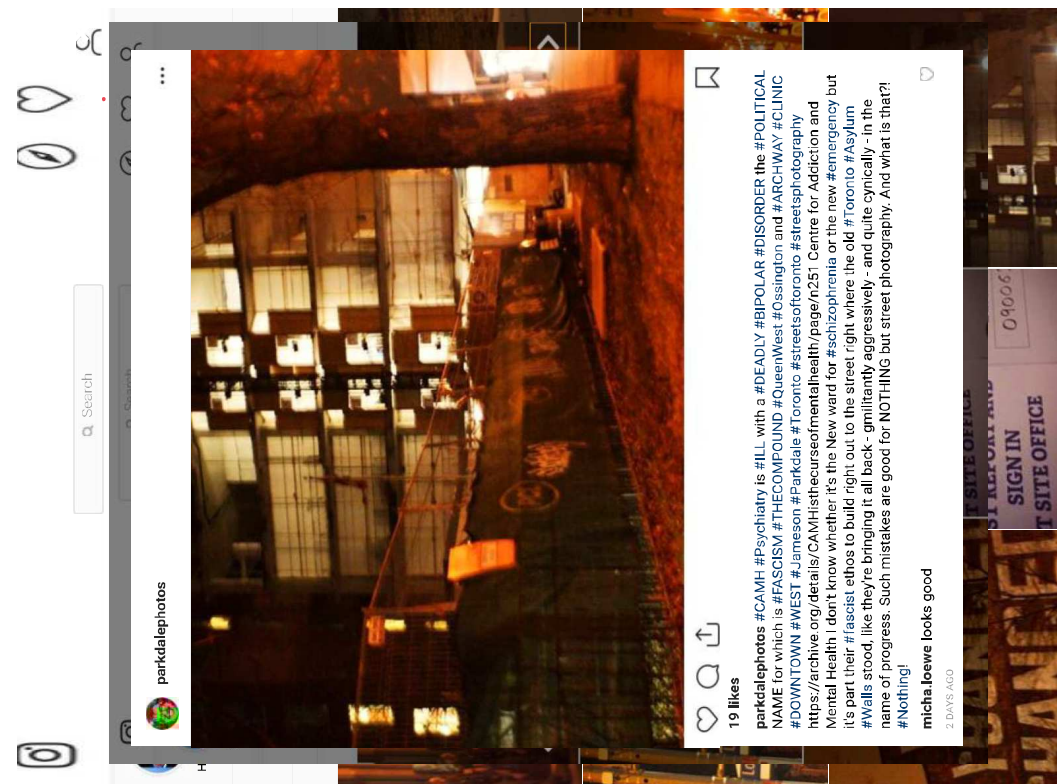 Search
parkdalephotos
19 likes
parkdalephotos #CAMH #Psychiatry is #ILL with a #DEADLY #BIPOLAR #DISORDER the #POLITICAL
NAME for which is #FASCISM #THECOMPOUND #QueenWest #Ossington and #ARCHWAY #CLINIC
#DOWNTOWN #WEST #Jameson #Parkdale #Toronto #streetsoftoronto #streetsphotography
https://archive.org/details/CAMHisthecurseofmentalhealth/page/n251 Centre for Addiction and
Mental Health I don't know whether it's the New ward for #schizophrenia or the new #emergency but
it's part their #fascist ethos to build right out to the street right where the old #Toronto #Asylum
#Walls stood, like they're bringing it all back - gmilitantly aggressively - and quite cynically - in the
name of progress. Such mistakes are good for NOTHING but street photography. And what is that?!
#Nothing!
micha.loewe looks good
2 DAYS AGO
T SITE OFFICE
SIGN IN
T SITE OFFICE